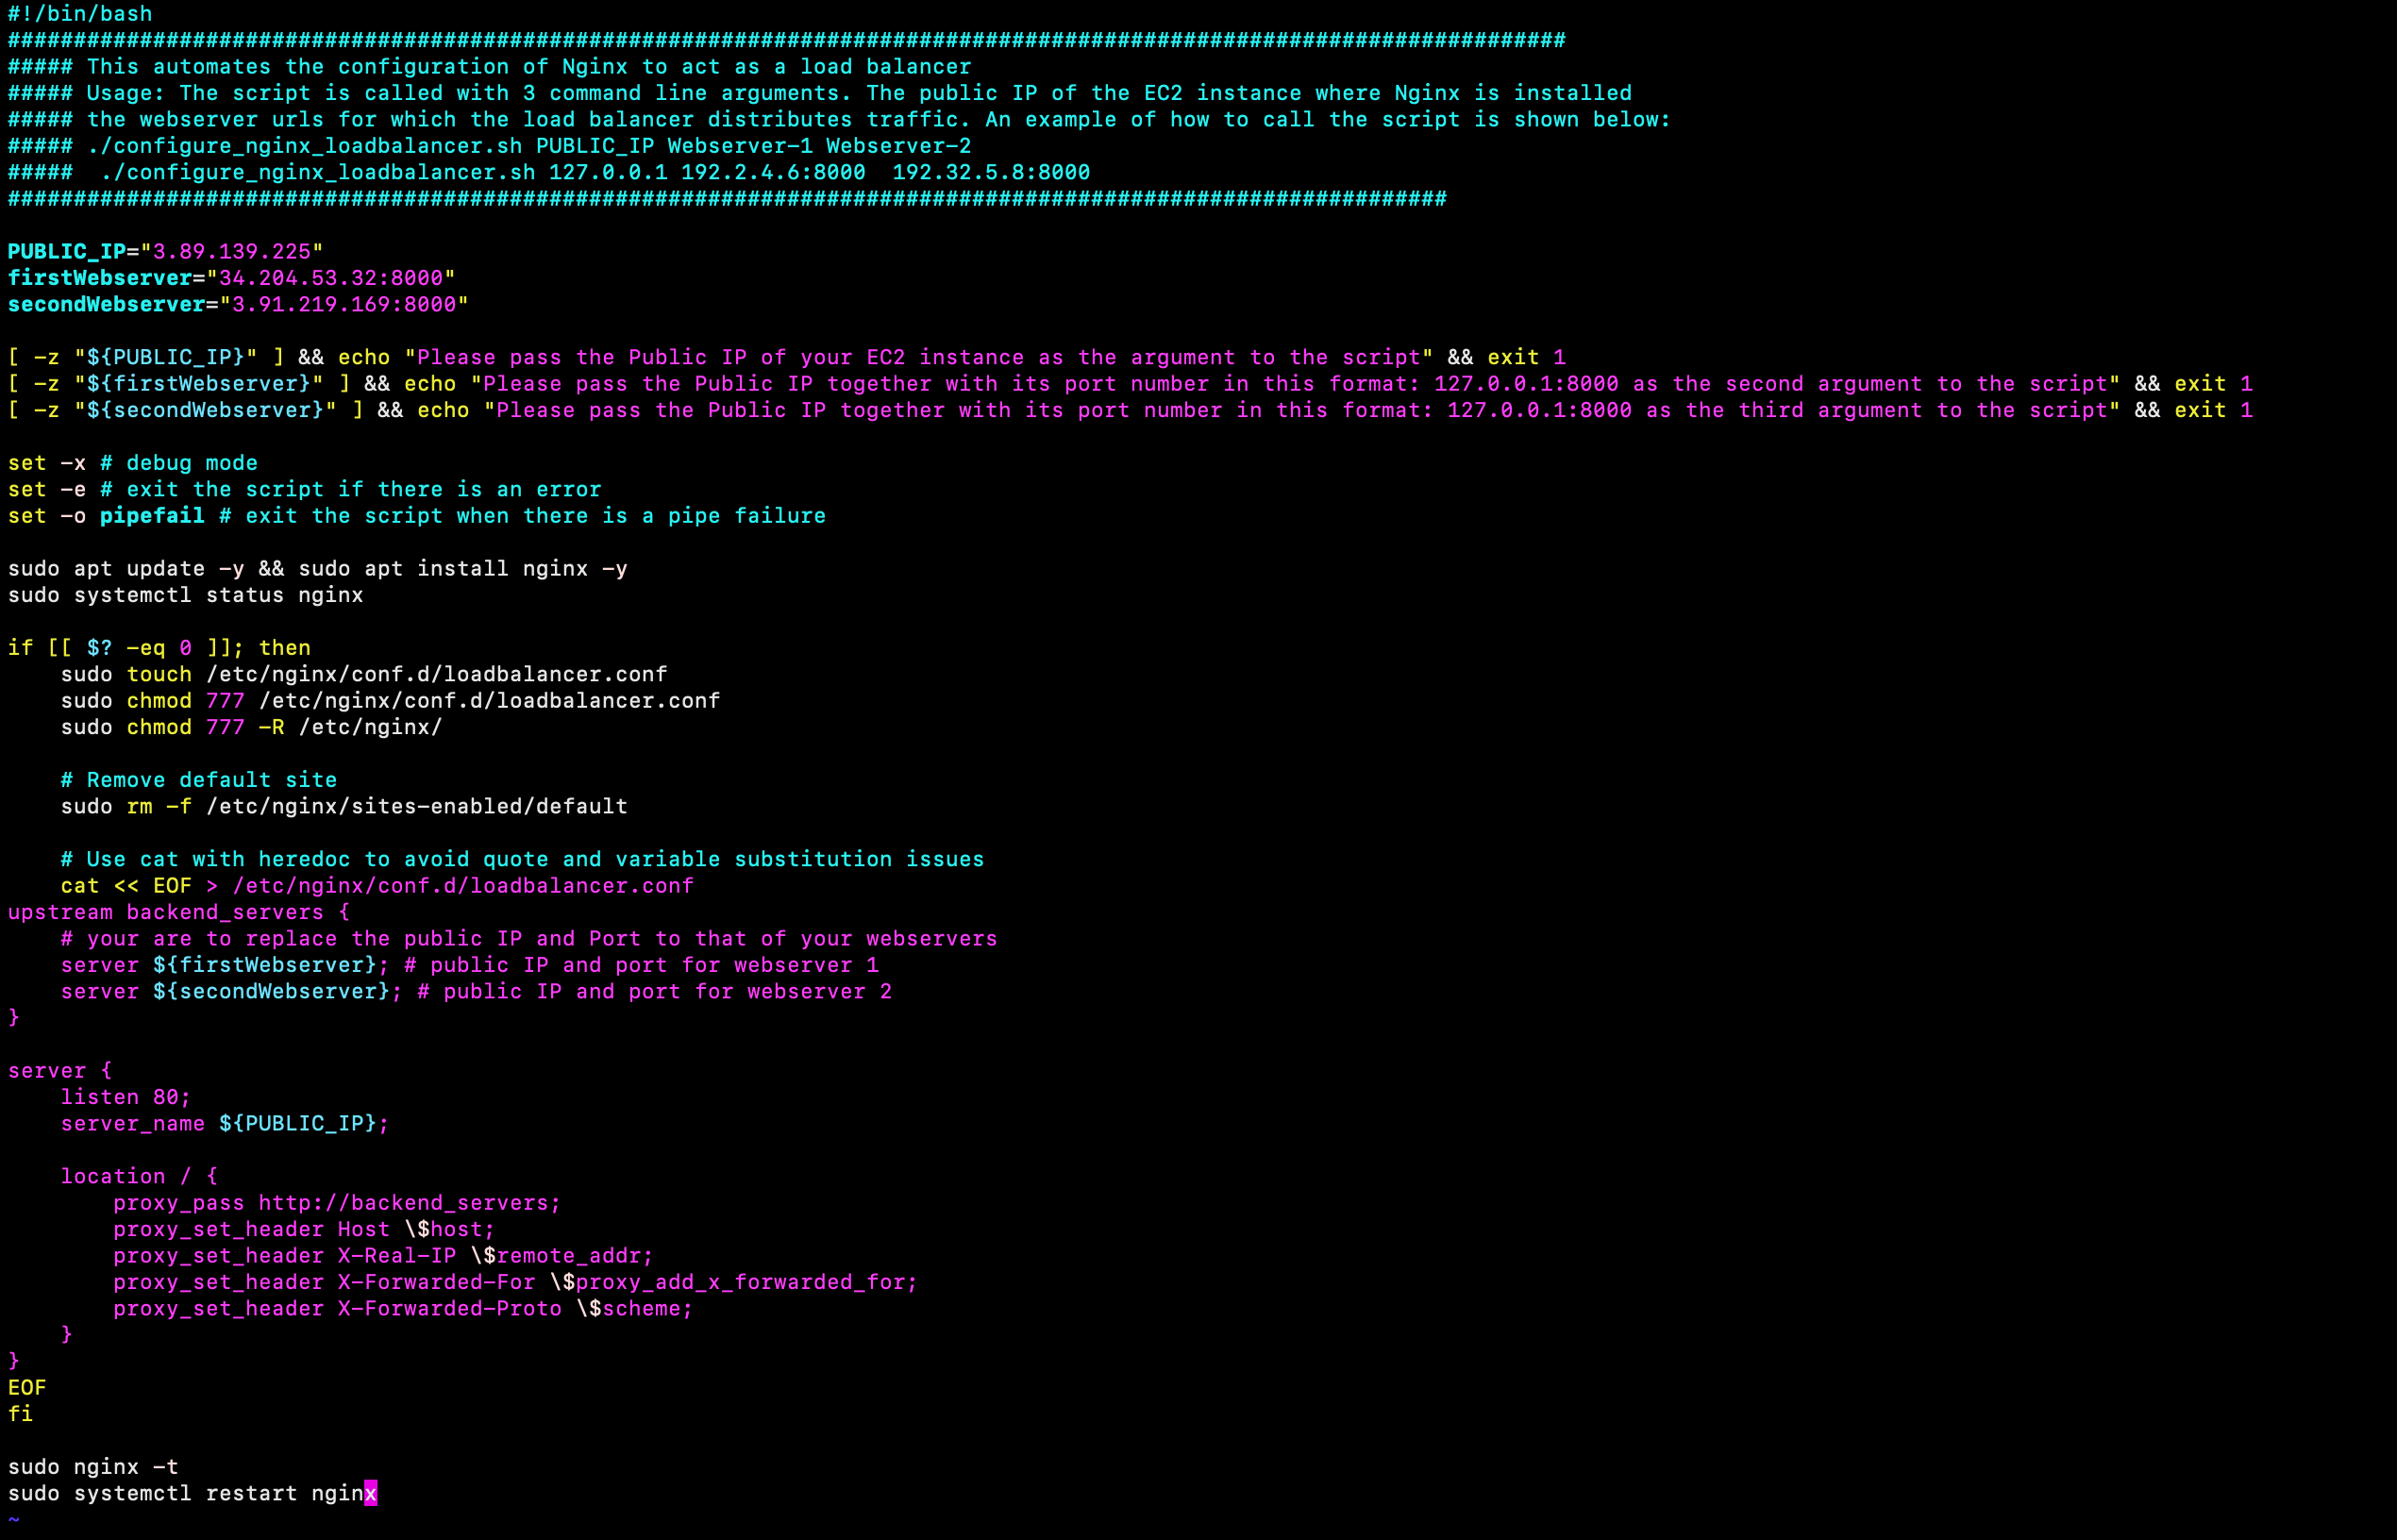 #!/bin/bash
######################################################################################################################
##### This automates the configuration of Nginx to act as a load balancer
##### Usage: The script is called with 3 command line arguments. The public IP of the EC2 instance where Nginx is installed
##### the webserver urls for which the load balancer distributes traffic. An example of how to call the script is shown below:
##### ./configure_nginx_loadbalancer.sh PUBLIC_IP Webserver-1 Webserver-2
#####  ./configure_nginx_loadbalancer.sh 127.0.0.1 192.2.4.6:8000  192.32.5.8:8000
#############################################################################################################

PUBLIC_IP="3.89.139.225"
firstWebserver="34.204.53.32:8000"
secondWebserver="3.91.219.169:8000"

[ -z "${PUBLIC_IP}" ] && echo "Please pass the Public IP of your EC2 instance as the argument to the script" && exit 1
[ -z "${firstWebserver}" ] && echo "Please pass the Public IP together with its port number in this format: 127.0.0.1:8000 as the second argument to the script" && exit 1
[ -z "${secondWebserver}" ] && echo "Please pass the Public IP together with its port number in this format: 127.0.0.1:8000 as the third argument to the script" && exit 1

set -x # debug mode
set -e # exit the script if there is an error
set -o pipefail # exit the script when there is a pipe failure

sudo apt update -y && sudo apt install nginx -y
sudo systemctl status nginx

if [[ $? -eq 0 ]]; then
    sudo touch /etc/nginx/conf.d/loadbalancer.conf
    sudo chmod 777 /etc/nginx/conf.d/loadbalancer.conf
    sudo chmod 777 -R /etc/nginx/

    # Remove default site
    sudo rm -f /etc/nginx/sites-enabled/default

    # Use cat with heredoc to avoid quote and variable substitution issues
    cat << EOF > /etc/nginx/conf.d/loadbalancer.conf
upstream backend_servers {
    # your are to replace the public IP and Port to that of your webservers
    server ${firstWebserver}; # public IP and port for webserver 1
    server ${secondWebserver}; # public IP and port for webserver 2
}

server {
    listen 80;
    server_name ${PUBLIC_IP};

    location / {
        proxy_pass http://backend_servers;
        proxy_set_header Host \$host;
        proxy_set_header X-Real-IP \$remote_addr;
        proxy_set_header X-Forwarded-For \$proxy_add_x_forwarded_for;
        proxy_set_header X-Forwarded-Proto \$scheme;
    }
}
EOF
fi

sudo nginx -t
sudo systemctl restart nginx
~